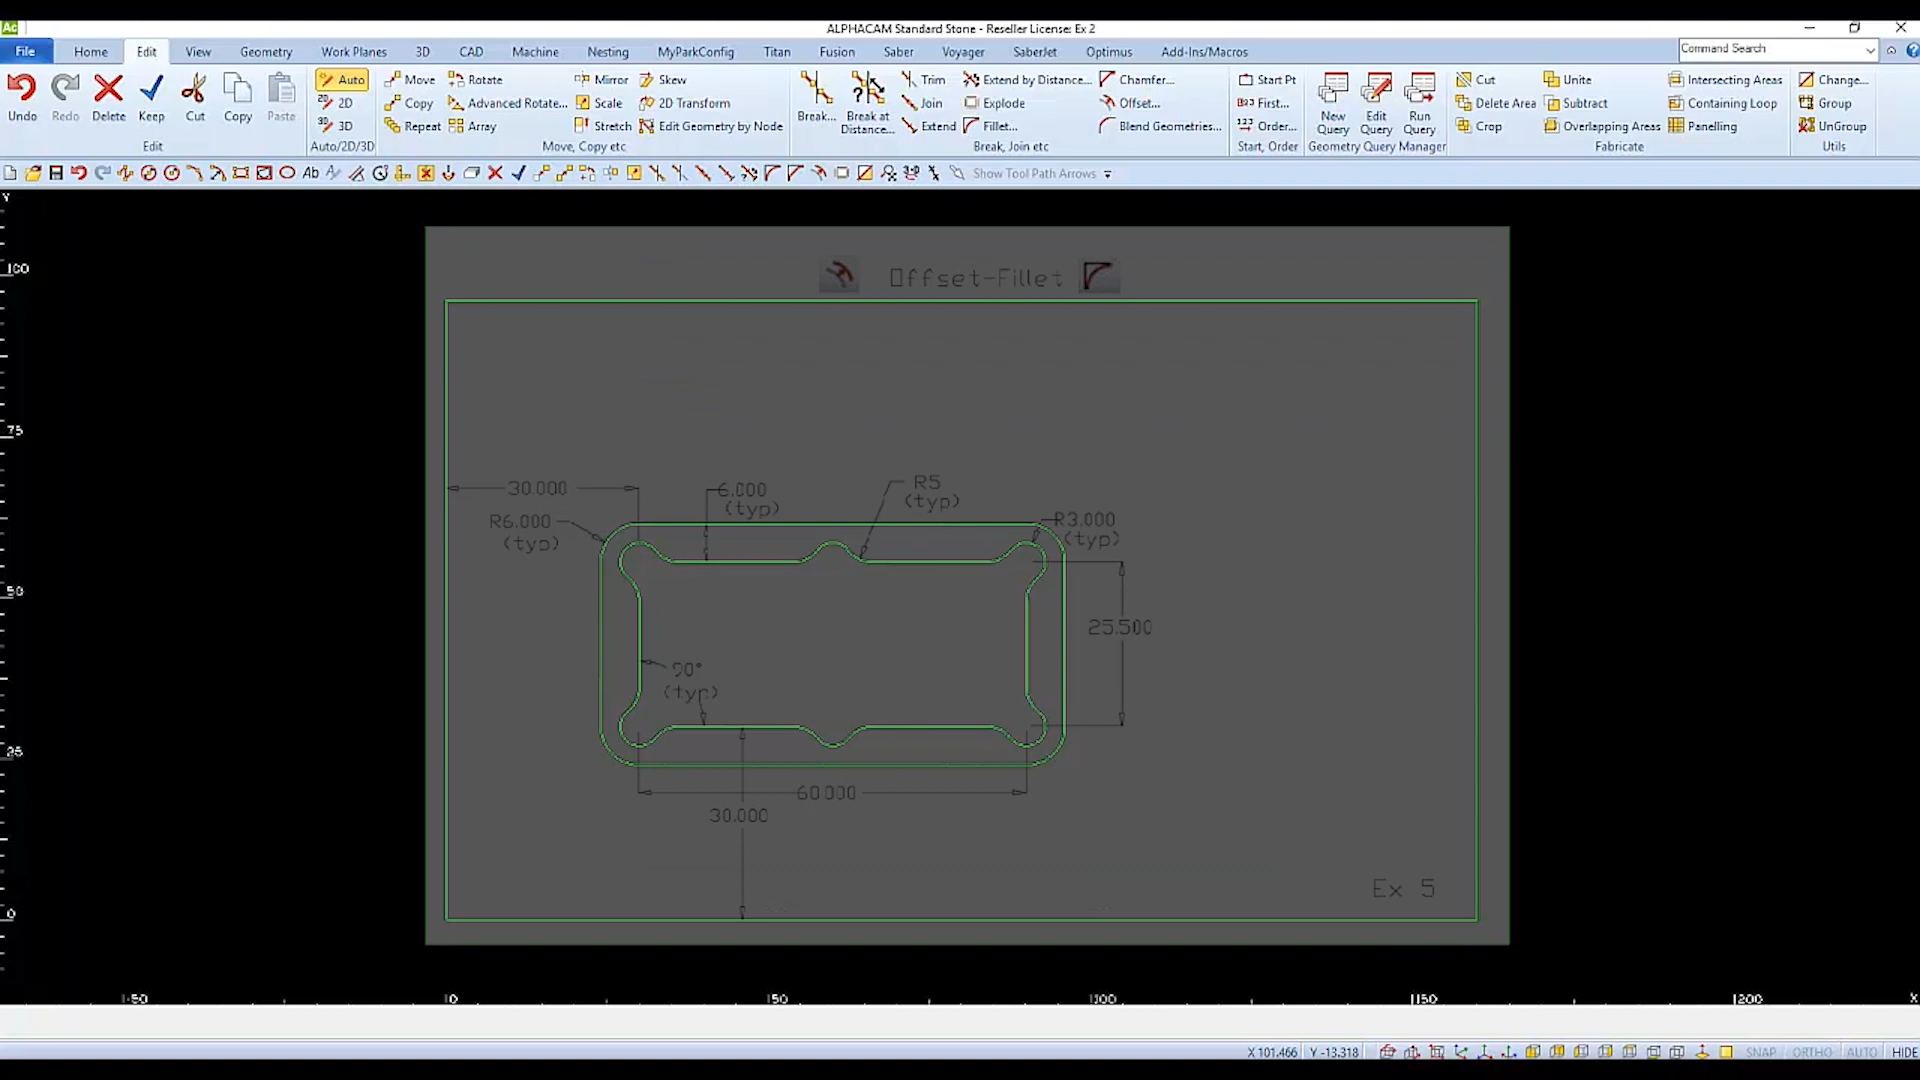 ALPHACAM Standard Stone - Reseller License: Ex 2
File Home Edit View Geometry Work Planes 3D CAD Machine Nesting MyParkConfig Titan Fusion Saber Voyager SaberJet Optimus Add-Ins/Macros Command Search
Auto Move Rotate Mirror Skew Trim Extend by Distance... Chamfer... Start Pt Cut Unite Intersecting Areas Change...
2D Copy Advanced Rotate... Scale 2D Transform Join Explode Offset... First... Delete Area Subtract Containing Loop Group
Undo Redo Delete Keep Cut Copy Paste Break... Break at Distance... New Query Edit Query Run Query
3D Repeat Array Stretch Edit Geometry by Node Extend Fillet... Blend Geometries... Order... Crop Overlapping Areas Panelling UnGroup
Edit Auto/2D/3D Move, Copy etc Break, Join etc Start, Order Geometry Query Manager Fabricate Utils
Ab Show Tool Path Arrows
Y
Offset-Fillet
100
75
50
25
0
30.000
6.000
(typ)
R5
(typ)
R6.000
(typ)
R3.000
(typ)
25.500
90°
(typ)
60.000
30.000
Ex 5
-50 0 50 100 150 200 X
X 101.466 Y -13.318 SNAP ORTHO AUTO HIDE